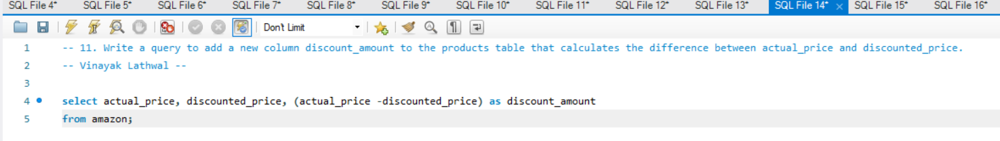 SQL File 4* SQL File 5* SQL File 6* SQL File 7* SQL File 8* SQL File 9* SQL File 10* SQL File 11* SQL File 12* SQL File 13* SQL File 14* SQL File 15* SQL File 16*
Don't Limit
1 -- 11. Write a query to add a new column discount_amount to the products table that calculates the difference between actual_price and discounted_price.
2 -- Vinayak Lathwal --
3
4 select actual_price, discounted_price, (actual_price -discounted_price) as discount_amount
5 from amazon;